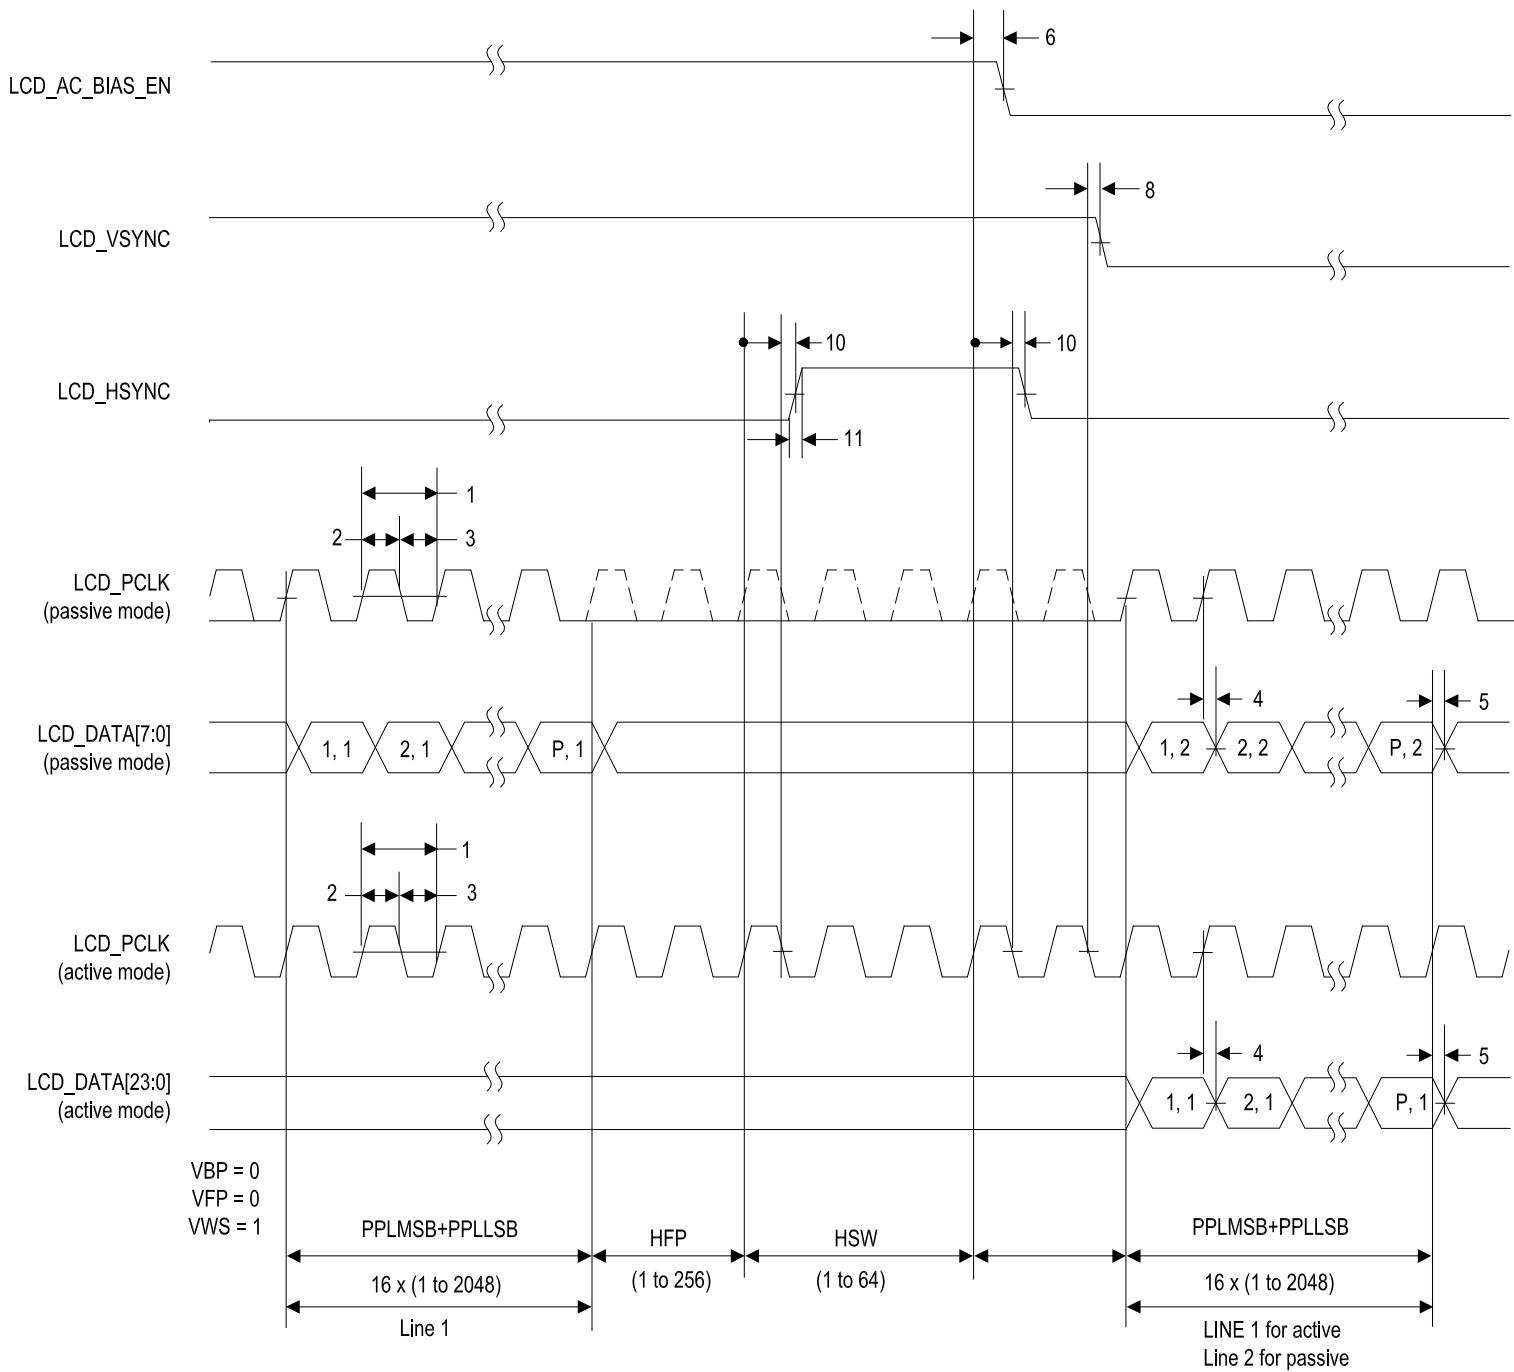 6
LCD_AC_BIAS_EN
8
LCD_VSYNC
10
10
LCD_HSYNC
11
1
2
3
LCD_PCLK
(passive mode)
4
5
LCD_DATA[7:0]
(passive mode)
1, 1
2, 1
P, 1
1, 2
2, 2
P, 2
1
2
3
LCD_PCLK
(active mode)
4
5
LCD_DATA[23:0]
(active mode)
1, 1
2, 1
P, 1
VBP = 0
VFP = 0
VWS = 1
PPLMSB+PPLLSB
HFP
HSW
PPLMSB+PPLLSB
16 x (1 to 2048)
(1 to 256)
(1 to 64)
16 x (1 to 2048)
Line 1
LINE 1 for active
Line 2 for passive